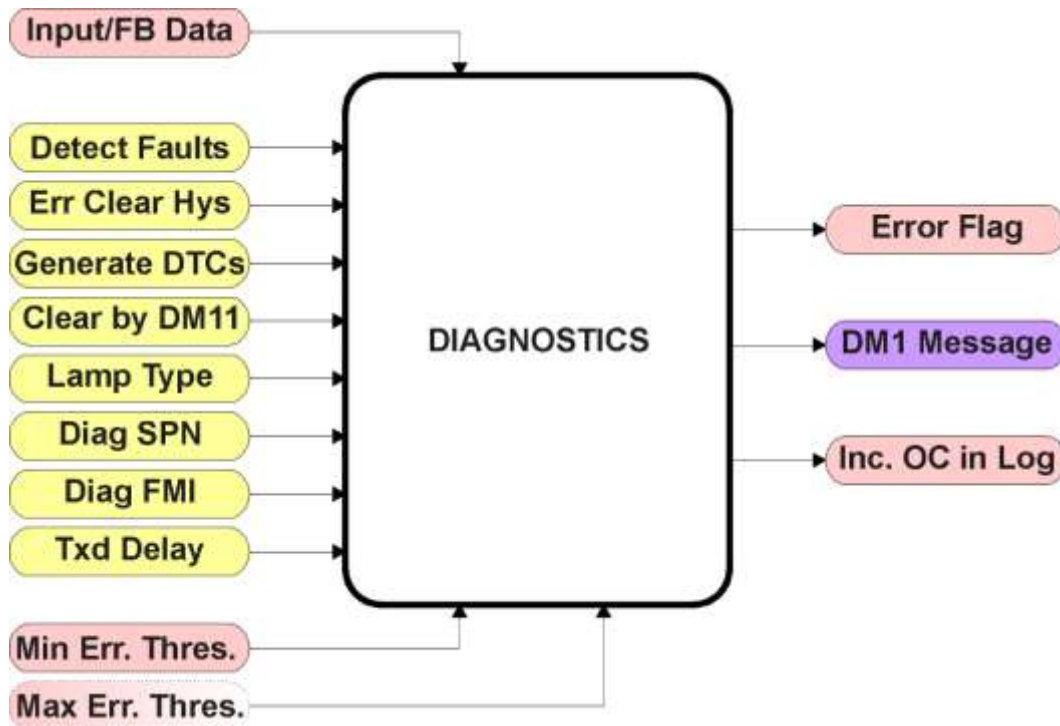 Input/FB Data
Detect Faults
Err Clear Hys
Generate DTCs
Clear by DM11
Lamp Type
Diag SPN
Diag FMI
Txd Delay
Min Err. Thres.
Max Err. Thres.
DIAGNOSTICS
Error Flag
DM1 Message
Inc. OC in Log